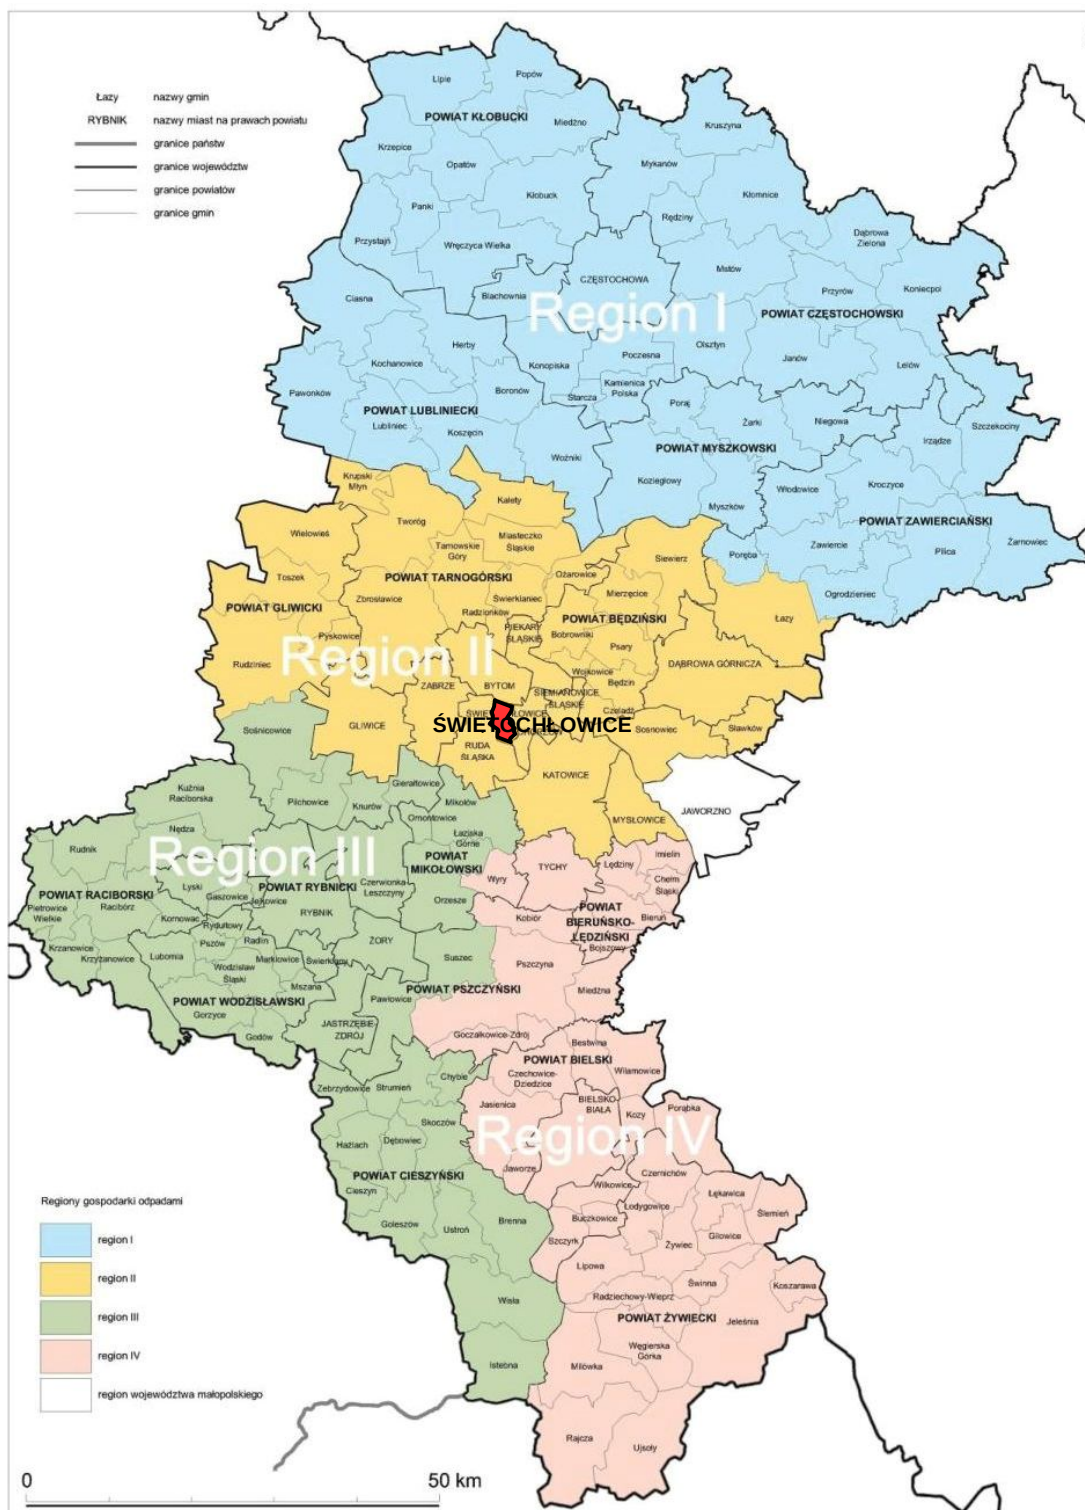 Łazy nazwy gmin
RYBNIK nazwy miast na prawach powiatu
granice państw
granice województw
granice powiatów
granice gmin
Lipie
Popów
POWIAT KŁOBUCKI
Miedźno
Kruszyna
Krzepice
Opatów
Mykanów
Kłomnice
Kłobuck
Panki
Rędziny
Przystajń
Wręczyca Wielka
Dąbrowa
Zielona
CZĘSTOCHOWA
Mstów
Ciasna
Blachownia
Przyrów
Koniecpol
Region I
POWIAT CZĘSTOCHOWSKI
Herby
Olsztyn
Kochanowice
Konopiska
Poczesna
Janów
Lelów
Pawonków
Boronów
Starcza
Kamienica
Polska
Poraj
POWIAT LUBLINIECKI
Lubliniec
Koszęcin
Żarki
Niegowa
Szczekociny
Irządze
POWIAT MYSZKOWSKI
Woźniki
Koziegłowy
Myszków
Włodowice
Kroczyce
POWIAT ZAWIERCIAŃSKI
Krupski
Młyn
Kalety
Tworóg
Wielowieś
Miasteczko
Śląskie
Tarnowskie
Góry
Siewierz
Poręba
Zawiercie
Pilica
Żarnowiec
Ogrodzieniec
Toszek
POWIAT TARNOGÓRSKI
Ożarowice
Mierzęcice
Zbrosławice
Świerklaniec
POWIAT GLIWICKI
Radzionków
POWIAT BĘDZIŃSKI
Łazy
Pyskowice
PIEKARY
ŚLĄSKIE
Bobrowniki
Psary
Region II
Rudziniec
DĄBROWA GÓRNICZA
Wojkowice
Będzin
ZABRZE
BYTOM
SIEMIANOWICE
ŚLĄSKIE
Czeladź
ŚWIĘTOCHŁOWICE
GLIWICE
Sosnowiec
Sławków
Sośnicowice
RUDA
ŚLĄSKA
KATOWICE
Gierałtowice
Kuźnia
Raciborska
Pilchowice
Knurów
Mikołów
Ornontowice
MYSŁOWICE
JAWORZNO
Nędza
Rudnik
Łaziska
Górne
Region III
POWIAT
MIKOŁOWSKI
TYCHY
Lędziny
Imielin
Wyry
Chełm
Śląski
POWIAT RACIBORSKI
Lyski
POWIAT RYBNICKI
Czerwionka-
Leszczyny
Gaszowice
Jejkowice
Racibórz
Pietrowice
Wielkie
Kornowac
Rydułtowy
RYBNIK
Orzesze
Kobiór
POWIAT
BIERUŃSKO-
LĘDZIŃSKI
Bieruń
Bojszowy
Krzanowice
Krzyżanowice
Lubomia
Pszów
Radlin
Marklowice
Świerklany
ŻORY
Suszec
Pszczyna
Wodzisław
Śląski
Mszana
POWIAT WODZISŁAWSKI
Gorzyce
Godów
Pawłowice
POWIAT PSZCZYŃSKI
Miedźna
JASTRZĘBIE-
ZDRÓJ
Goczałkowice-Zdrój
Bestwina
POWIAT BIELSKI
Czechowice-
Dziedzice
Wilamowice
Zebrzydowice
Strumień
Chybie
Jasienica
BIELSKO-
BIAŁA
Kozy
Porąbka
Skoczów
Region IV
Hażlach
Dębowiec
POWIAT CIESZYŃSKI
Jaworze
Czernichów
Cieszyn
Wilkowice
Łękawica
Łodygowice
Ślemień
Goleszów
Ustroń
Brenna
Buczkowice
Gilowice
Szczyrk
Żywiec
Lipowa
Świnna
Koszarawa
Radziechowy-Wieprz
Wisła
POWIAT ŻYWIECKI
Jeleśnia
Węgierska
Górka
Istebna
Milówka
Rajcza
Ujsoły
Regiony gospodarki odpadami
region I
region II
region III
region IV
region województwa małopolskiego
0 50 km